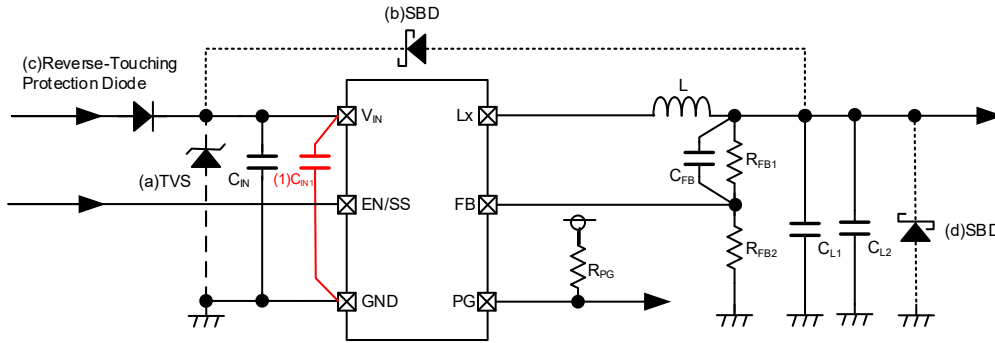 (b)SBD
(c)Reverse-Touching
Protection Diode
L
VIN
Lx
(a)TVS
CIN
(1)CIN1
CFB
RFB1
EN/SS
FB
RFB2
CL1
CL2
(d)SBD
RPG
GND
PG